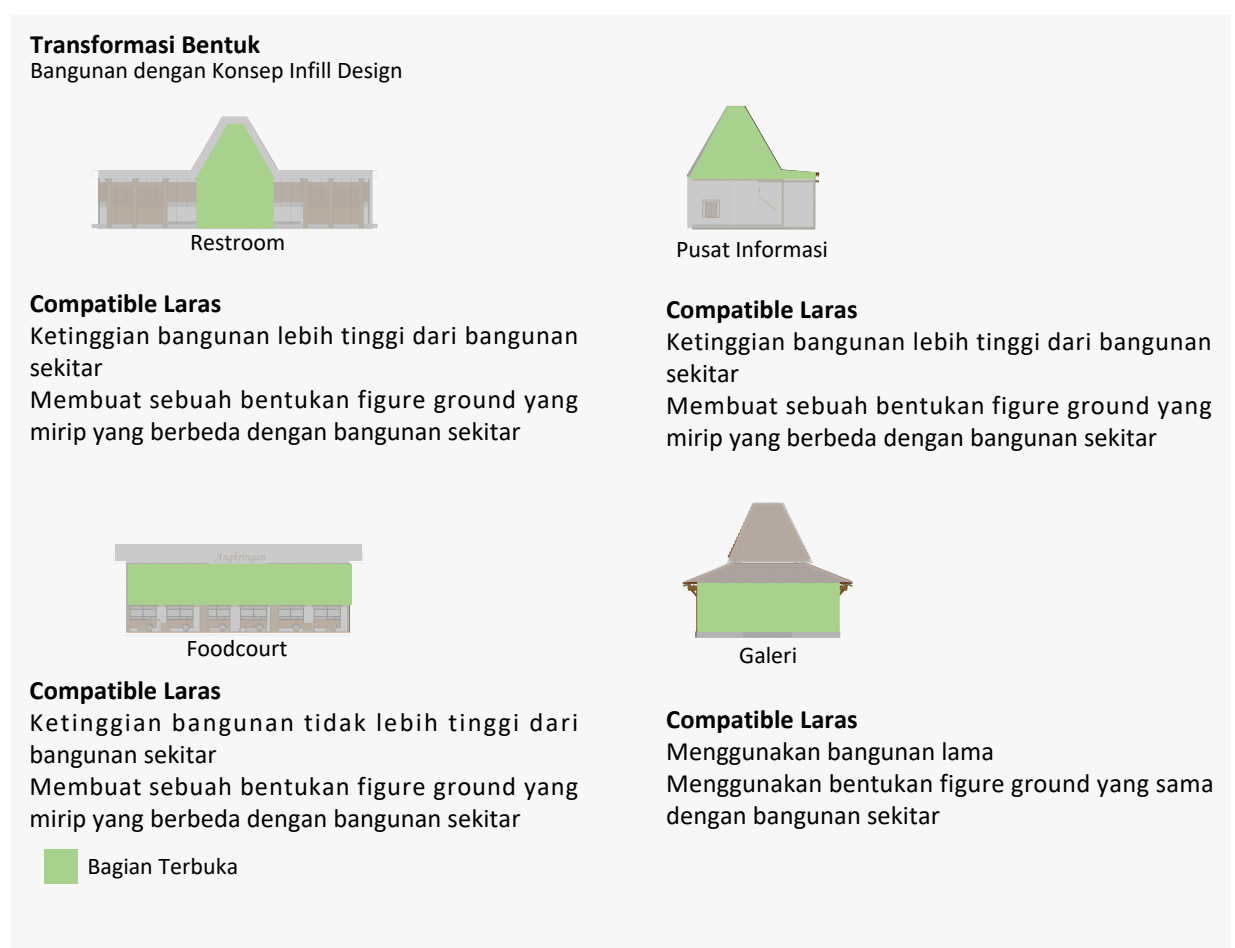 Transformasi Bentuk
Bangunan dengan Konsep Infill Design
Restroom
Compatible Laras
Ketinggian bangunan lebih tinggi dari bangunan
sekitar
Membuat sebuah bentukan figure ground yang
mirip yang berbeda dengan bangunan sekitar
Pusat Informasi
Compatible Laras
Ketinggian bangunan lebih tinggi dari bangunan
sekitar
Membuat sebuah bentukan figure ground yang
mirip yang berbeda dengan bangunan sekitar
Angkringan
Foodcourt
Compatible Laras
Ketinggian bangunan tidak lebih tinggi dari
bangunan sekitar
Membuat sebuah bentukan figure ground yang
mirip yang berbeda dengan bangunan sekitar
Galeri
Compatible Laras
Menggunakan bangunan lama
Menggunakan bentukan figure ground yang sama
dengan bangunan sekitar
Bagian Terbuka